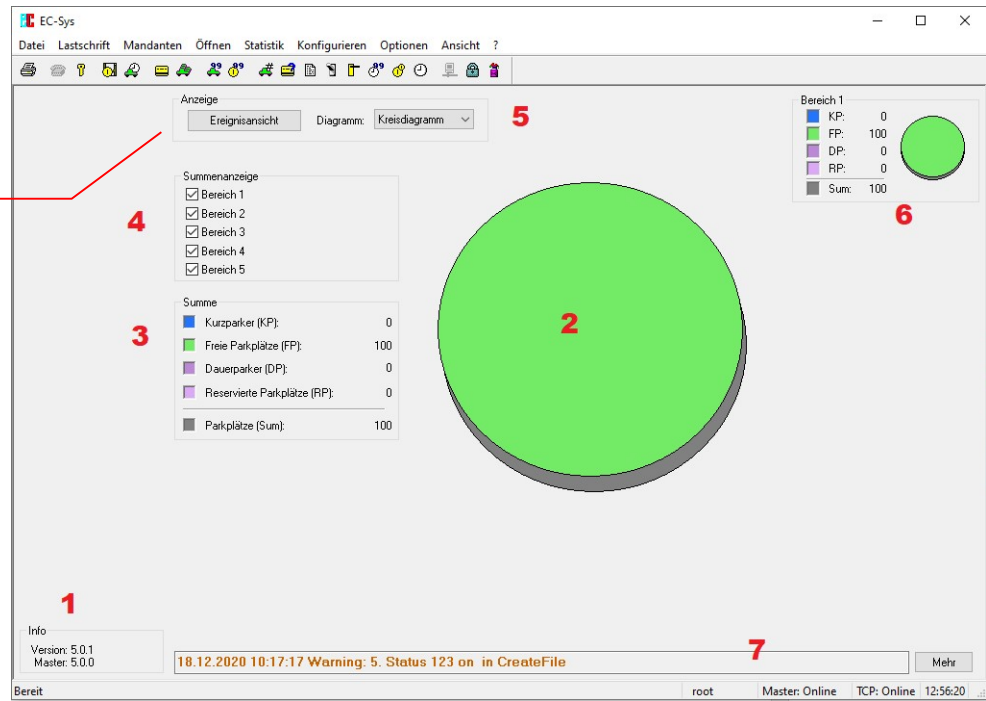 EC-Sys
Datei Lastschrift Mandanten Öffnen Statistik Konfigurieren Optionen Ansicht ?
Anzeige
Ereignisansicht Diagramm: Kreisdiagramm
5
Bereich 1
KP: 0
FP: 100
DP: 0
RP: 0
Sum: 100
6
Summenanzeige
Bereich 1
Bereich 2
Bereich 3
Bereich 4
Bereich 5
4
Summe
Kurzparker (KP): 0
Freie Parkplätze (FP): 100
Dauerparker (DP): 0
Reservierte Parkplätze (RP): 0
Parkplätze (Sum): 100
3
2
1
Info
Version: 5.0.1
Master: 5.0.0
18.12.2020 10:17:17 Warning: 5. Status 123 on in CreateFile
7
Mehr
Bereit root Master: Online TCP: Online 12:56:20